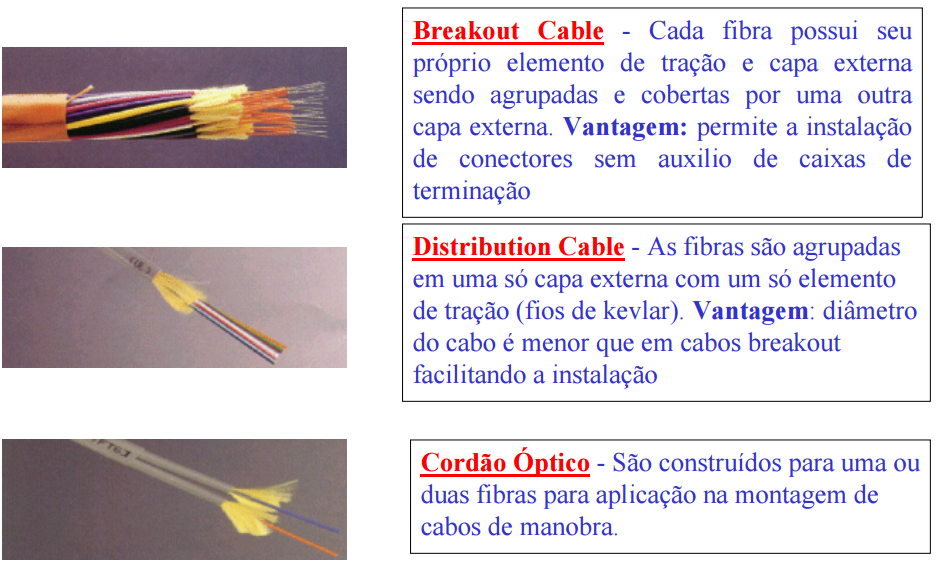 Breakout Cable - Cada fibra possui seu
próprio elemento de tração e capa externa
sendo agrupadas e cobertas por uma outra
capa externa. Vantagem: permite a instalação
de conectores sem auxilio de caixas de
terminação
Distribution Cable - As fibras são agrupadas
em uma só capa externa com um só elemento
de tração (fios de kevlar). Vantagem: diâmetro
do cabo é menor que em cabos breakout
facilitando a instalação
Cordão Óptico - São construídos para uma ou
duas fibras para aplicação na montagem de
cabos de manobra.